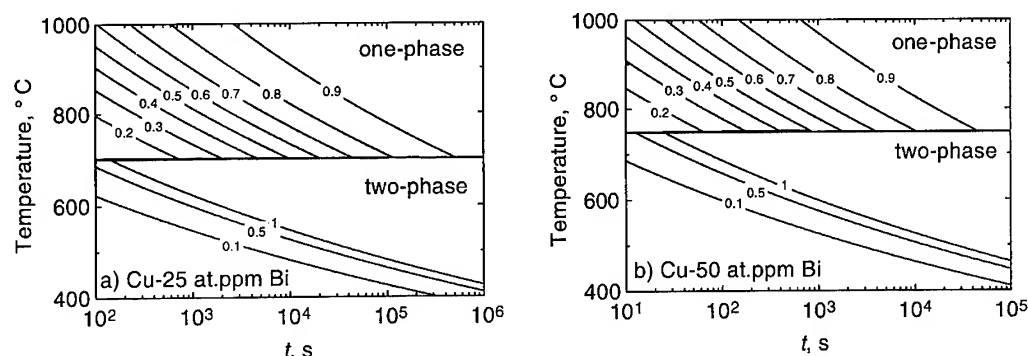 1000
800
600
400
Temperature, °C
one-phase
0.9
0.8
0.7
0.6
0.5
0.4
0.3
0.2
two-phase
1
0.5
0.1
a) Cu-25 at.ppm Bi
10² 10³ 10⁴ 10⁵ 10⁶
t, s
1000
800
600
400
Temperature, °C
one-phase
0.9
0.8
0.7
0.6
0.5
0.4
0.3
0.2
two-phase
1
0.5
0.1
b) Cu-50 at.ppm Bi
10¹ 10² 10³ 10⁴ 10⁵
t, s